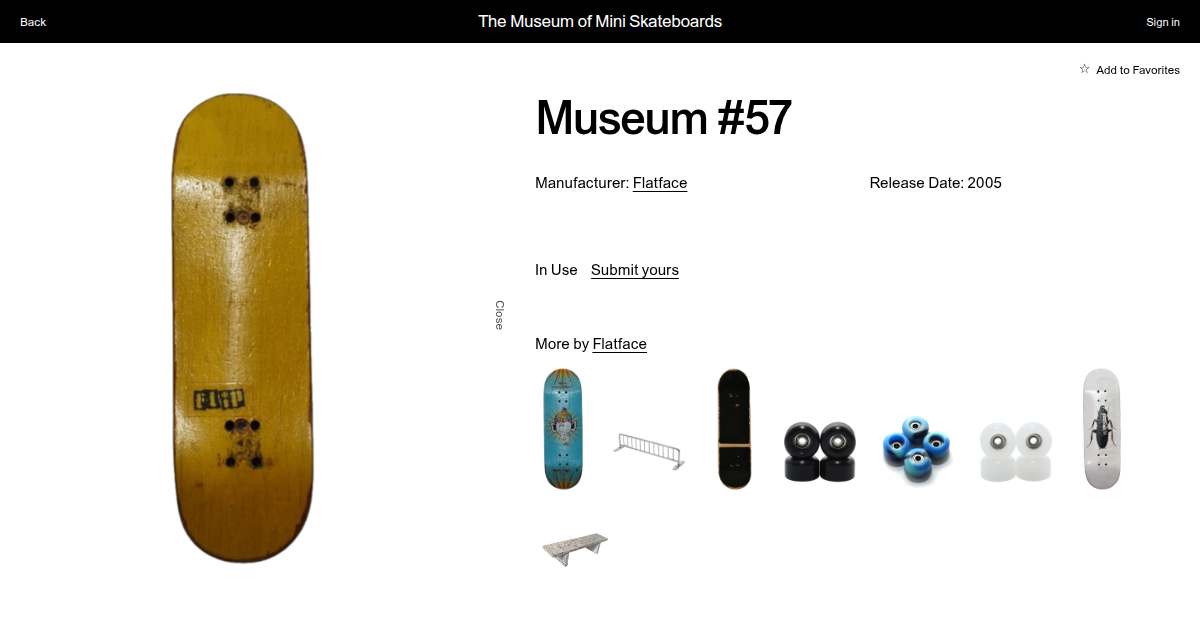 Back
The Museum of Mini Skateboards
Sign in
☆ Add to Favorites
Museum #57
Manufacturer: Flatface
Release Date: 2005
In Use Submit yours
Close
More by Flatface
FLIP